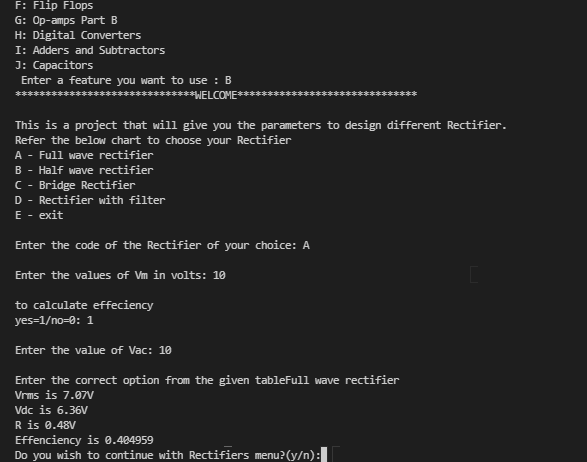 F: Flip Flops
G: Op-amps Part B
H: Digital Converters
I: Adders and Subtractors
J: Capacitors
 Enter a feature you want to use : B
******************************WELCOME******************************
This is a project that will give you the parameters to design different Rectifier.
Refer the below chart to choose your Rectifier
A - Full wave rectifier
B - Half wave rectifier
C - Bridge Rectifier
D - Rectifier with filter
E - exit
Enter the code of the Rectifier of your choice: A
Enter the values of Vm in volts: 10
to calculate effeciency
yes=1/no=0: 1
Enter the value of Vac: 10
Enter the correct option from the given tableFull wave rectifier
Vrms is 7.07V
Vdc is 6.36V
R is 0.48V
Effenciency is 0.404959
Do you wish to continue with Rectifiers menu?(y/n):